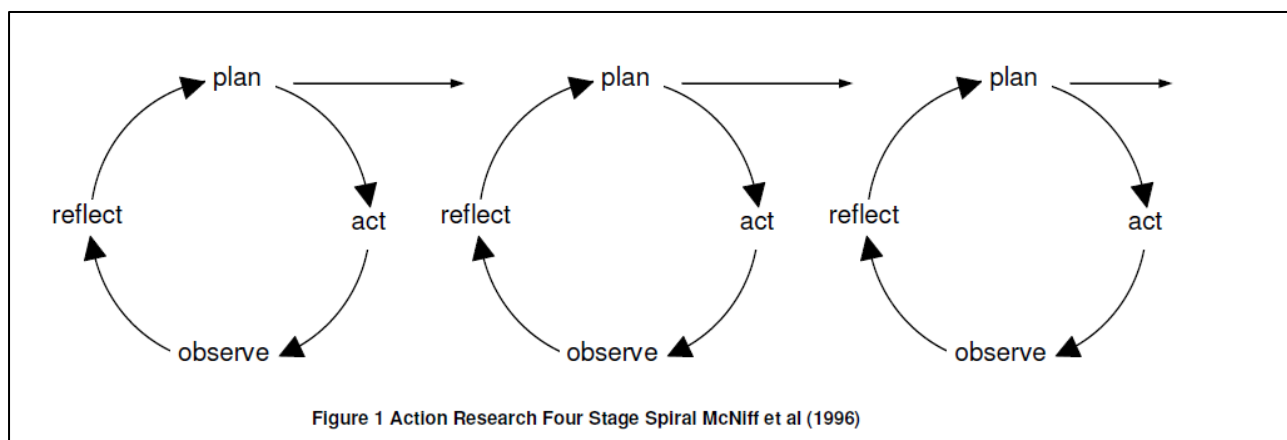 plan plan plan
reflect act reflect act reflect act
observe observe observe
Figure 1 Action Research Four Stage Spiral McNiff et al (1996)